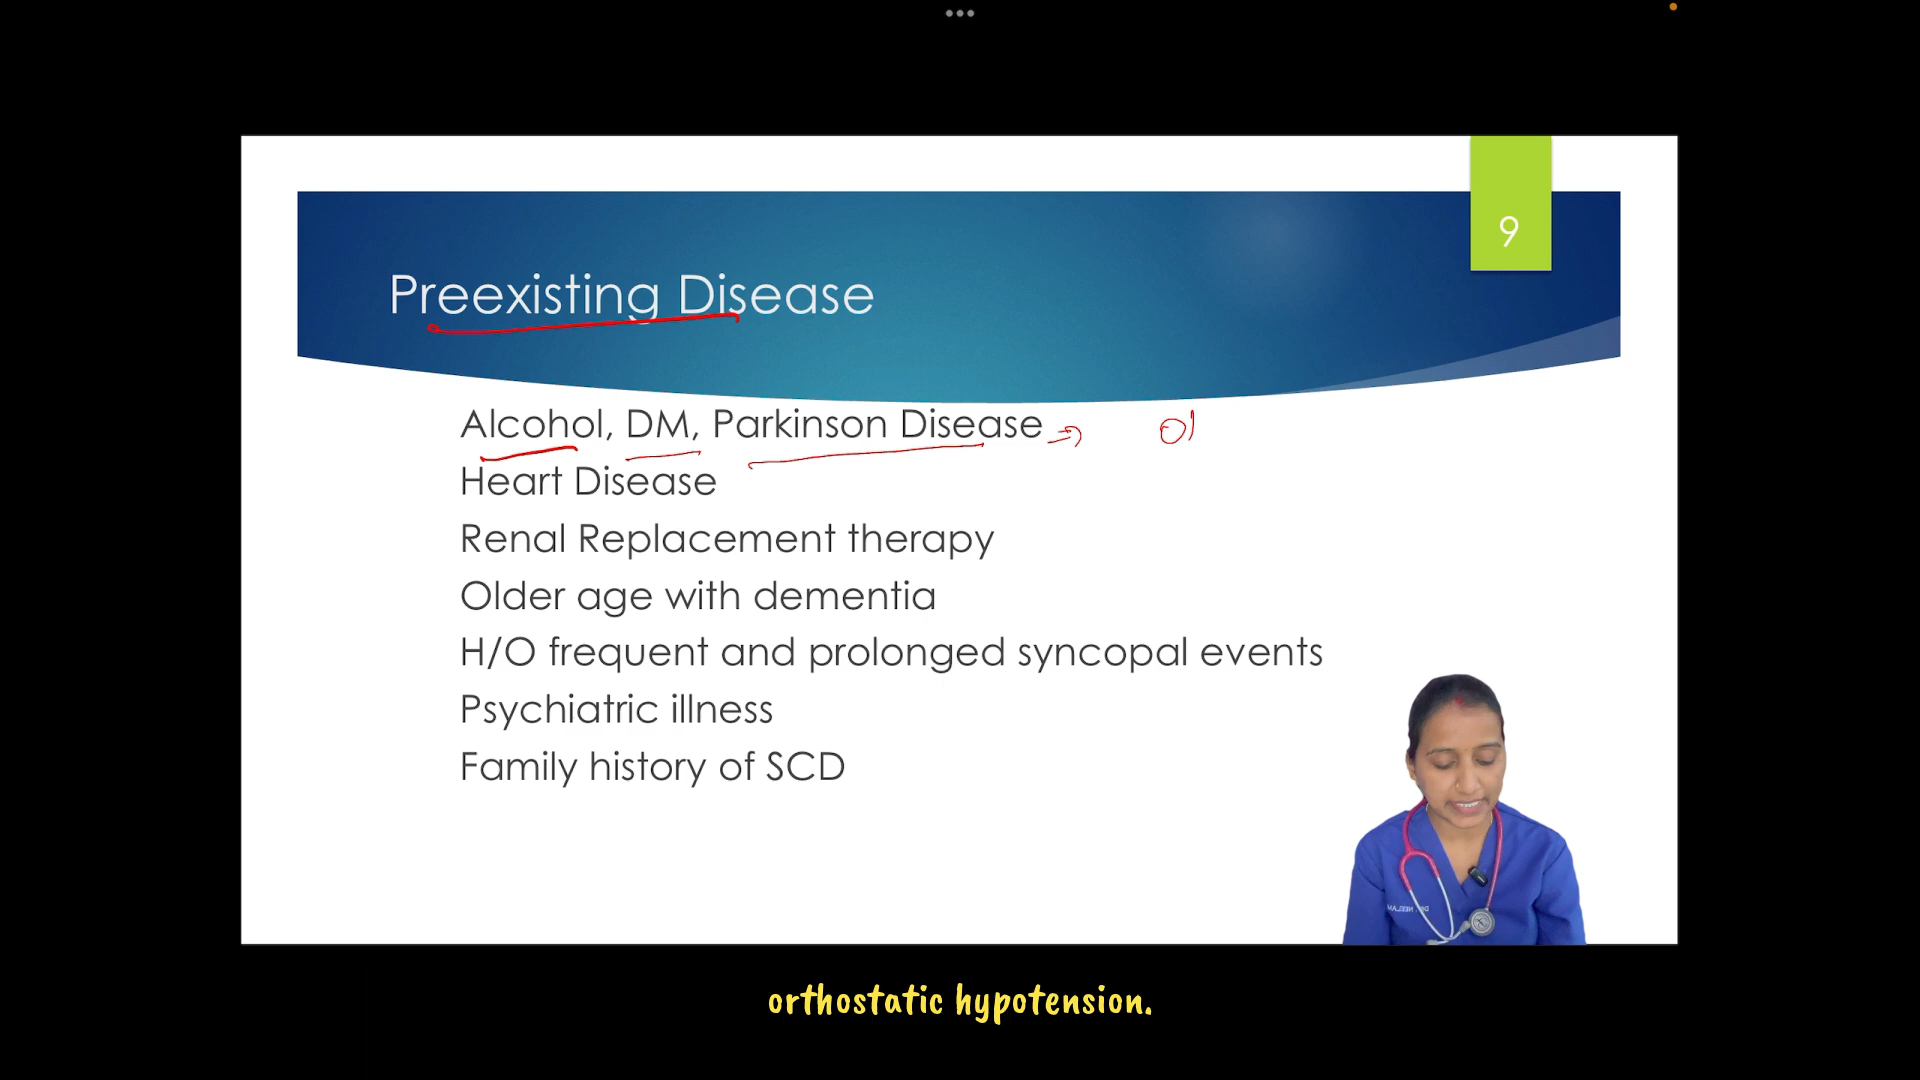 9
Preexisting Disease
Alcohol, DM, Parkinson Disease →
Heart Disease
Renal Replacement therapy
Older age with dementia
H/O frequent and prolonged syncopal events
Psychiatric illness
Family history of SCD
orthostatic hypotension.